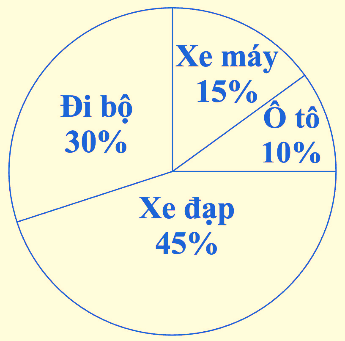 Xe máy
15%
Ô tô
10%
Đi bộ
30%
Xe đạp
45%